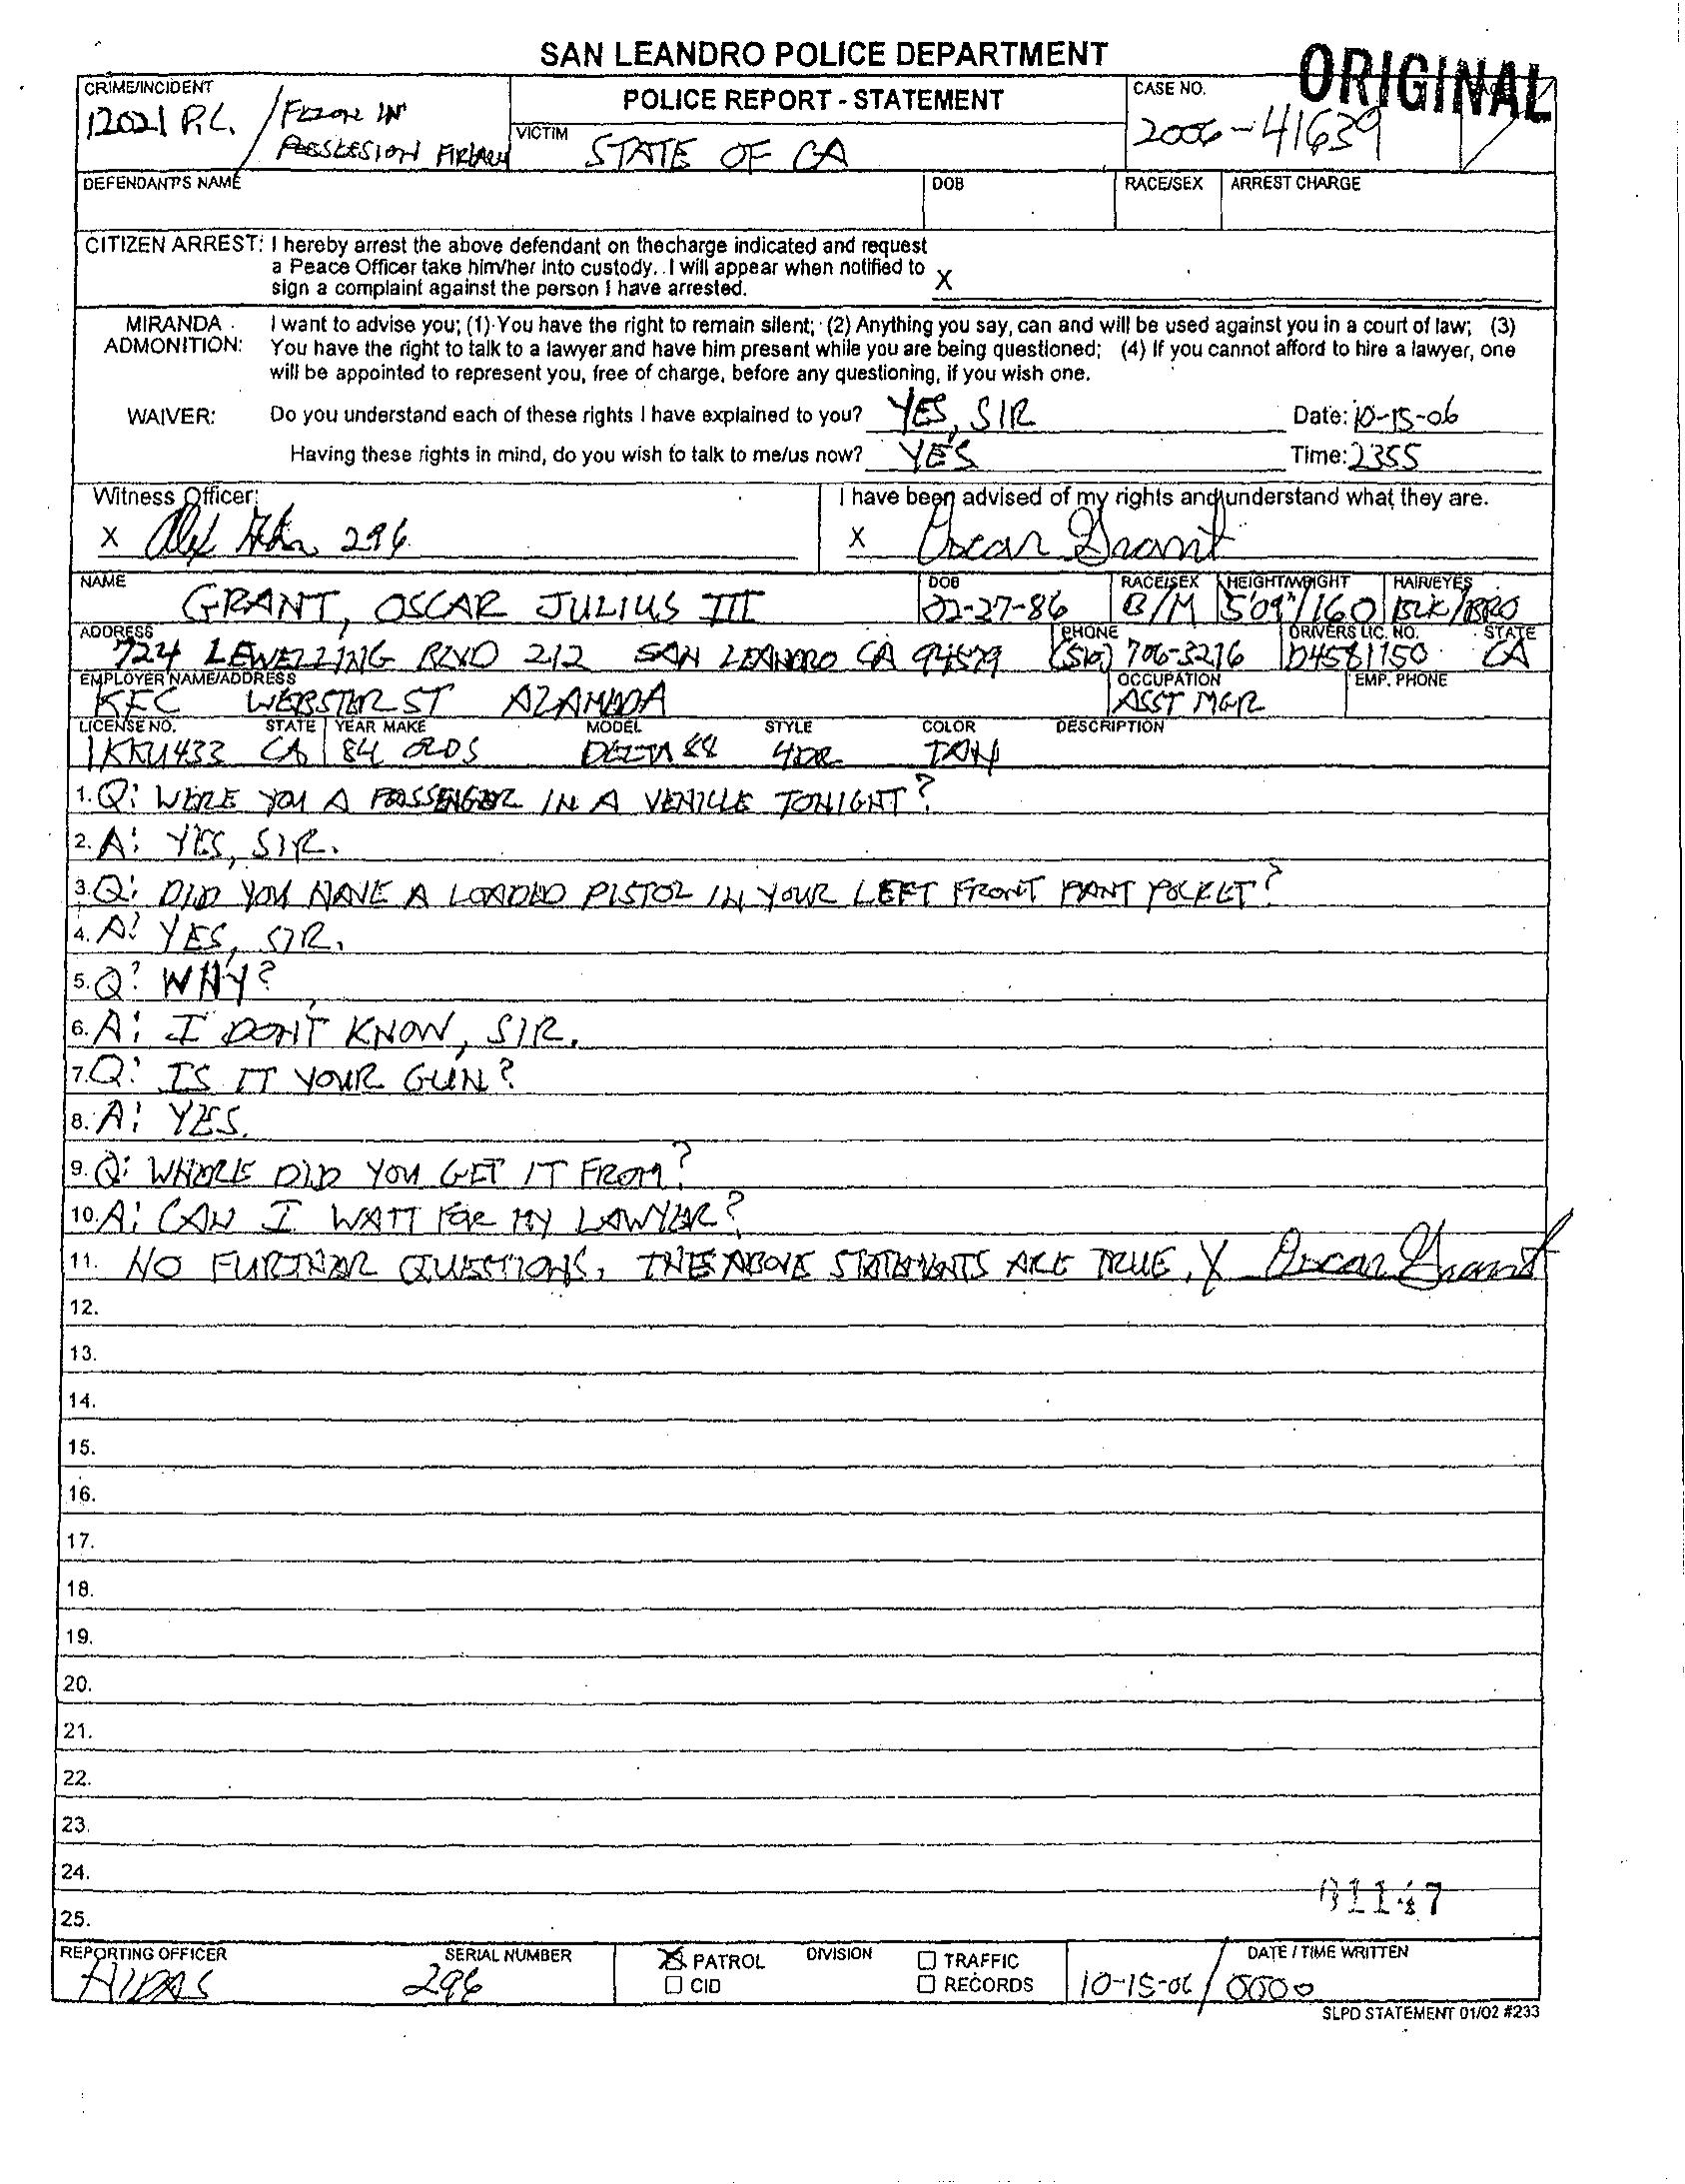 SAN LEANDRO POLICE DEPARTMENT
ORIGINAL
CRIME/INCIDENT
12021 P.C. / FELON IN POSSESSION FIREARM
POLICE REPORT - STATEMENT
VICTIM STATE OF CA
CASE NO.
2006-41639
DEFENDANT'S NAME DOB RACE/SEX ARREST CHARGE
CITIZEN ARREST: I hereby arrest the above defendant on thecharge indicated and request
a Peace Officer take him/her into custody. I will appear when notified to
sign a complaint against the person I have arrested. X
MIRANDA ADMONITION: I want to advise you; (1) You have the right to remain silent; (2) Anything you say, can and will be used against you in a court of law; (3)
You have the right to talk to a lawyer and have him present while you are being questioned; (4) If you cannot afford to hire a lawyer, one
will be appointed to represent you, free of charge, before any questioning, if you wish one.
WAIVER: Do you understand each of these rights I have explained to you? YES, SIR Date: 10-15-06
Having these rights in mind, do you wish to talk to me/us now? YES Time: 2355
Witness Officer: I have been advised of my rights and understand what they are.
X 296 X Oscar Grant
NAME DOB RACE/SEX HEIGHT/WEIGHT HAIR/EYES
GRANT, OSCAR JULIUS III 02-27-86 B/M 5'09"/160 BLK/BRO
ADDRESS PHONE DRIVERS LIC. NO. STATE
724 LEWELLING BLVD 212 SAN LEANDRO CA 94579 (510) 706-3216 D4581150 CA
EMPLOYER NAME/ADDRESS OCCUPATION EMP. PHONE
KFC WEBSTER ST ALAMEDA ASST MGR
LICENSE NO. STATE YEAR MAKE MODEL STYLE COLOR DESCRIPTION
1KKU433 CA 84 OLDS DELTA 88 4DR TAN
1. Q: WERE YOU A PASSENGER IN A VEHICLE TONIGHT?
2. A: YES, SIR.
3. Q: DID YOU HAVE A LOADED PISTOL IN YOUR LEFT FRONT PANT POCKET?
4. A: YES, SIR.
5. Q: WHY?
6. A: I DON'T KNOW, SIR.
7. Q: IS IT YOUR GUN?
8. A: YES.
9. Q: WHERE DID YOU GET IT FROM?
10. A: CAN I WAIT FOR MY LAWYER?
11. NO FURTHER QUESTIONS. THE ABOVE STATEMENTS ARE TRUE. X Oscar Grant
12.
13.
14.
15.
16.
17.
18.
19.
20.
21.
22.
23.
24.
25.
REPORTING OFFICER SERIAL NUMBER PATROL DIVISION TRAFFIC DATE / TIME WRITTEN
HIDAS 296 CID RECORDS 10-15-06 / 0000
SLPD STATEMENT 01/02 #233